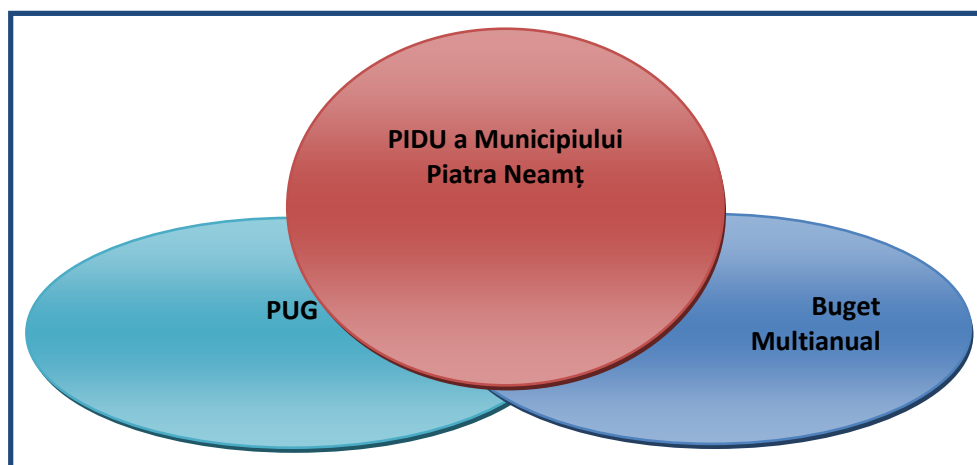 PIDU a Municipiului
Piatra Neamț
PUG
Buget
Multianual